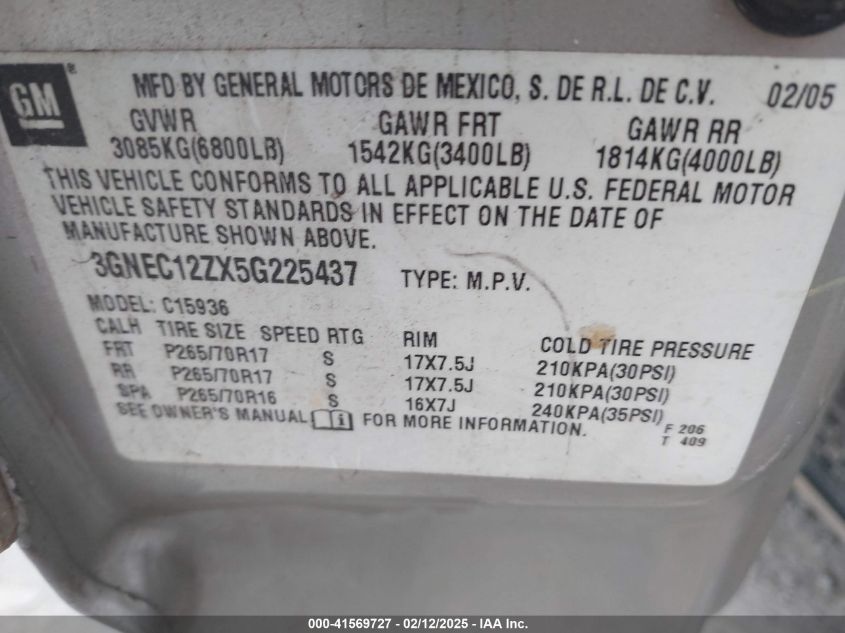 GM ®
MFD BY GENERAL MOTORS DE MEXICO, S. DE R.L. DE C.V. 02/05
GVWR GAWR FRT GAWR RR
3085KG(6800LB) 1542KG(3400LB) 1814KG(4000LB)
THIS VEHICLE CONFORMS TO ALL APPLICABLE U.S. FEDERAL MOTOR
VEHICLE SAFETY STANDARDS IN EFFECT ON THE DATE OF
MANUFACTURE SHOWN ABOVE.
3GNEC12ZX5G225437 TYPE: M.P.V.
MODEL: C15936
CALH TIRE SIZE SPEED RTG RIM COLD TIRE PRESSURE
FRT P265/70R17 S 17X7.5J 210KPA(30PSI)
RR P265/70R17 S 17X7.5J 210KPA(30PSI)
SPA P265/70R16 S 16X7J 240KPA(35PSI)
SEE OWNER'S MANUAL i FOR MORE INFORMATION.
F 206
T 409
000-41569727 - 02/12/2025 - IAA Inc.